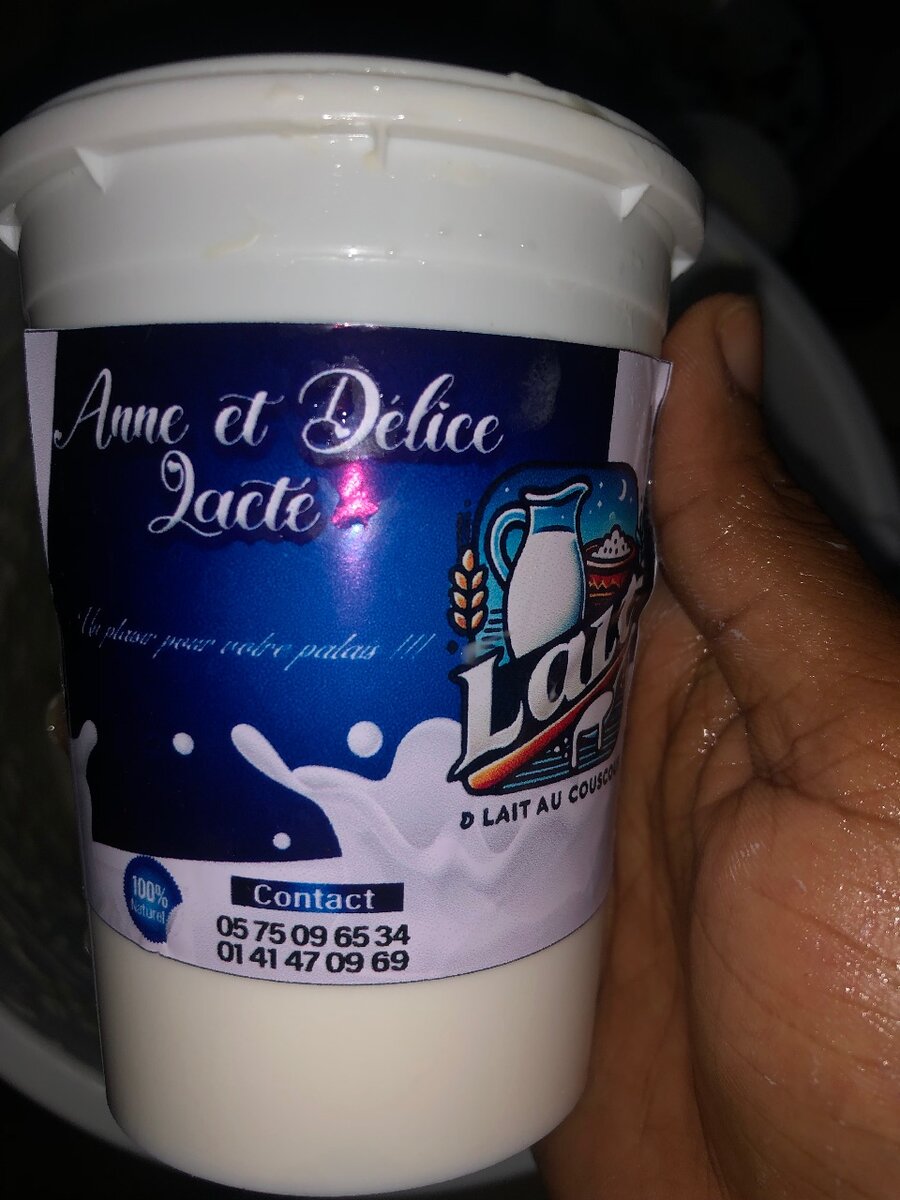 Anne et Délice
Lacté
Un plaisir pour votre palais !!!
Lait
D LAIT AU COUSCOUS
100%
Naturel
Contact
05 75 09 65 34
01 41 47 09 69